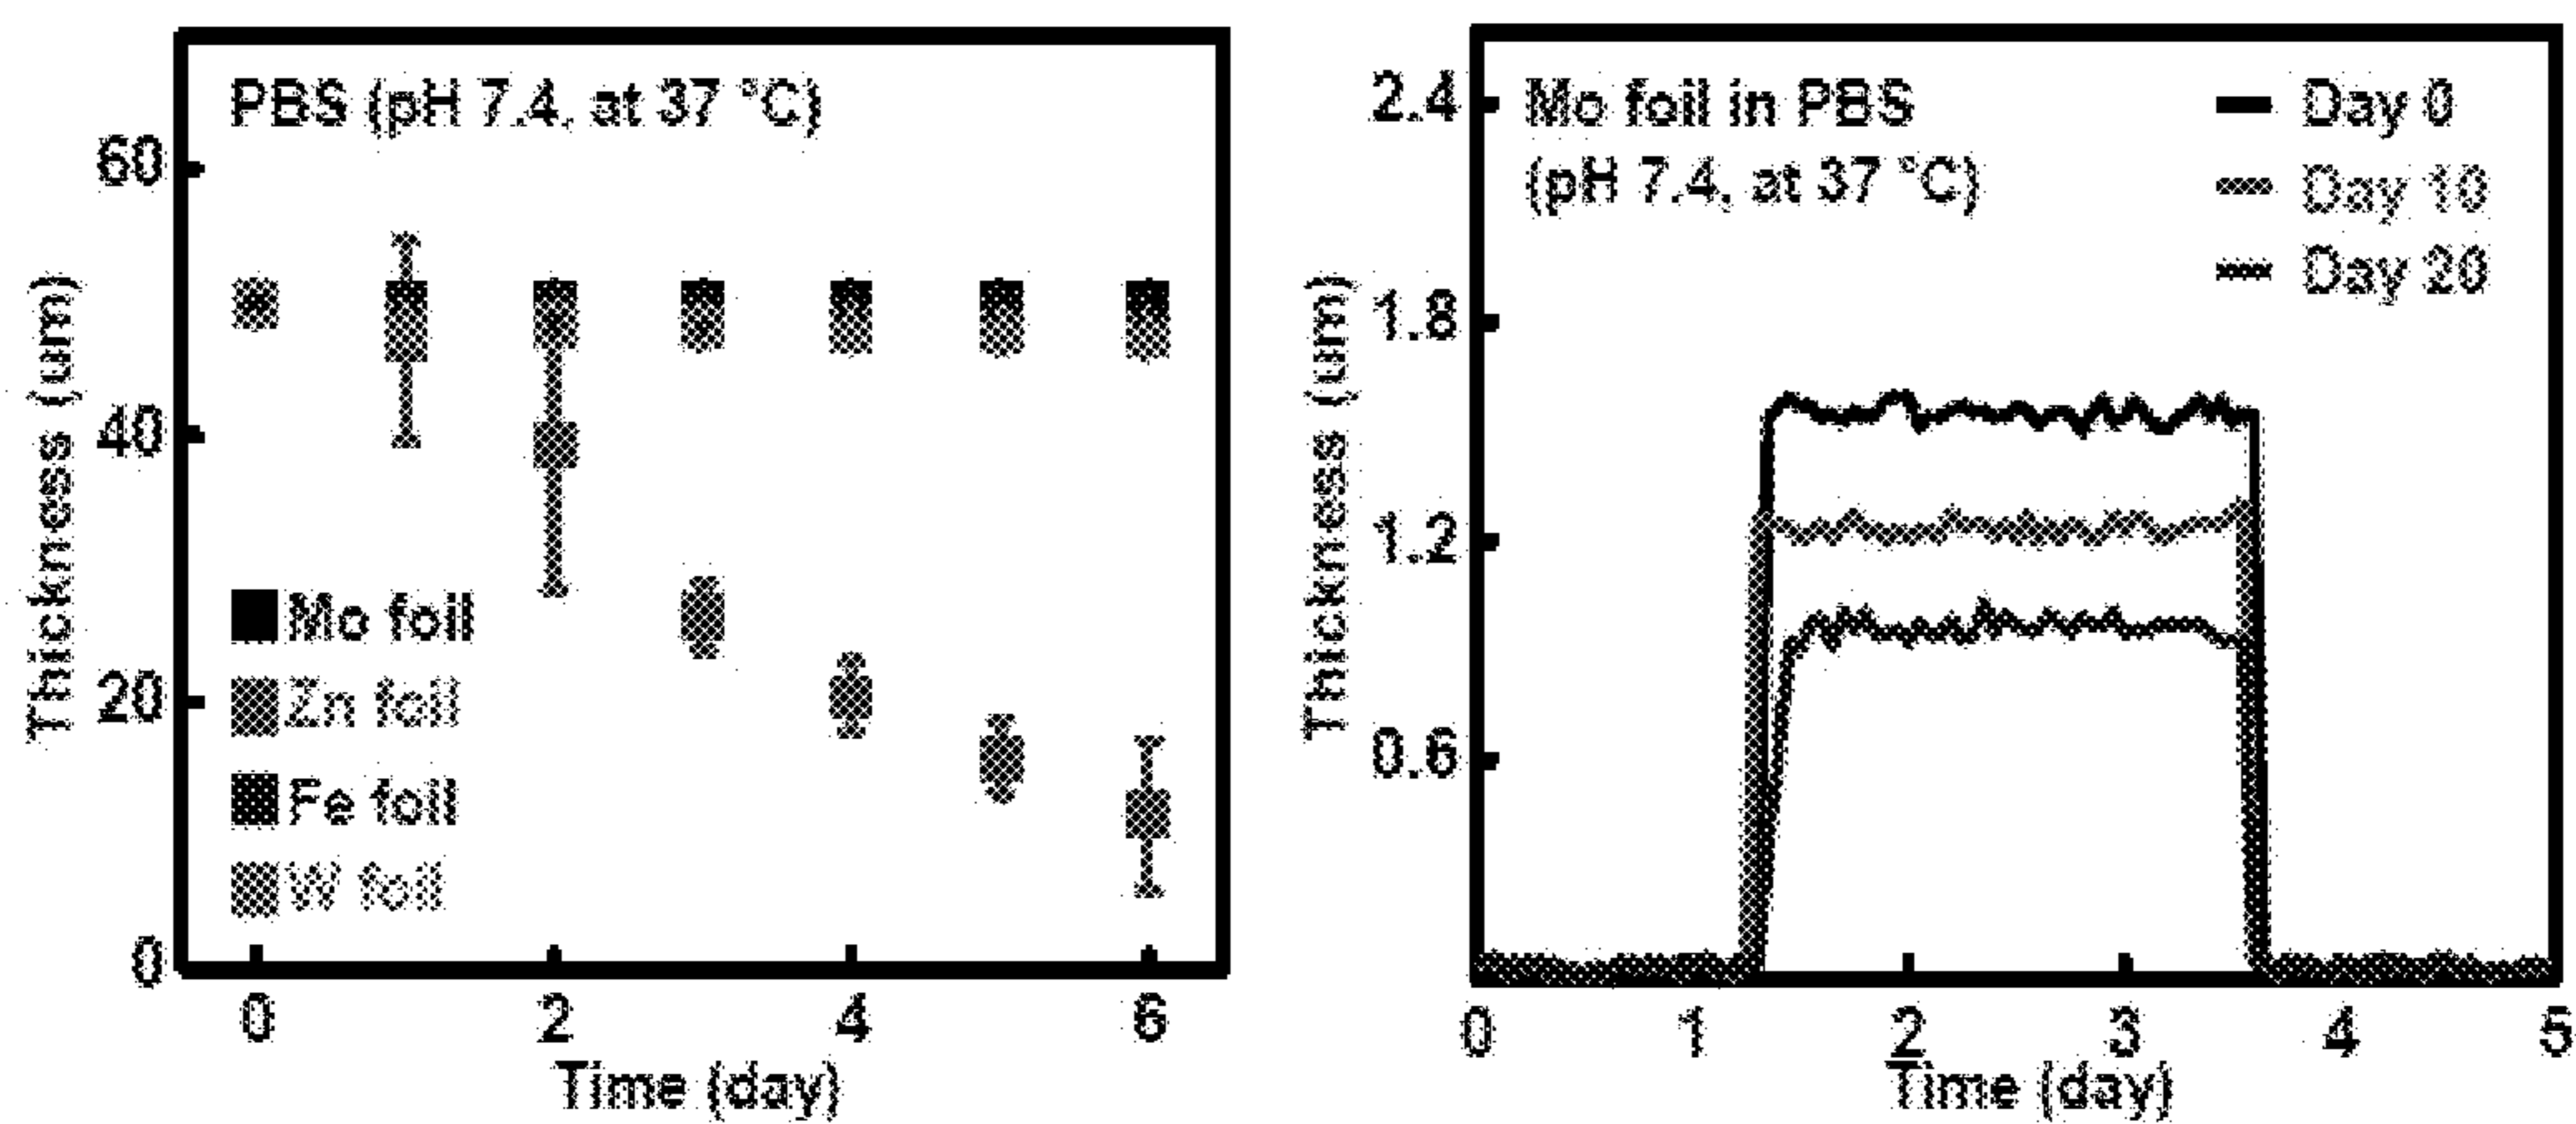 PBS (pH 7.4, at 37 °C)
60
40
20
0
Thickness (um)
Mo foil
Zn foil
Fe foil
W foil
0 2 4 6
Time (day)
Mo foil in PBS
(pH 7.4, at 37 °C)
Day 0
Day 10
Day 20
2.4
1.8
1.2
0.6
Thickness (um)
0 1 2 3 4 5
Time (day)